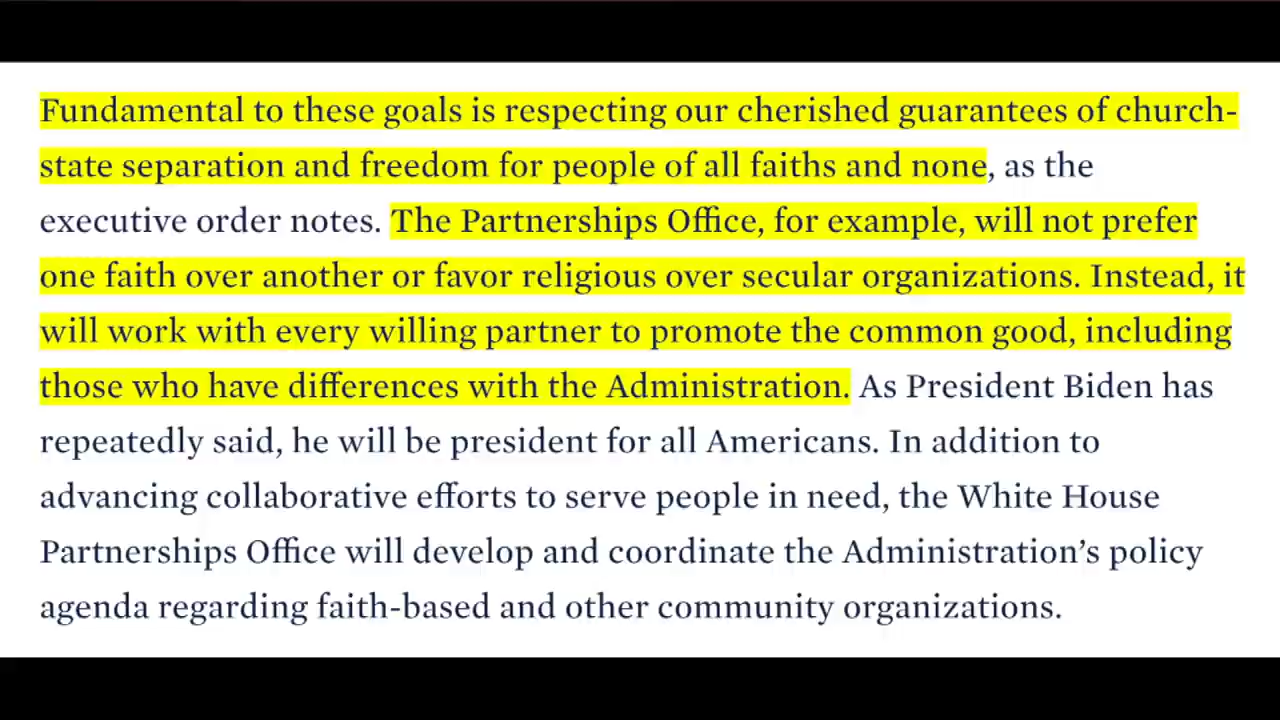 Fundamental to these goals is respecting our cherished guarantees of church-
state separation and freedom for people of all faiths and none, as the
executive order notes. The Partnerships Office, for example, will not prefer
one faith over another or favor religious over secular organizations. Instead, it
will work with every willing partner to promote the common good, including
those who have differences with the Administration. As President Biden has
repeatedly said, he will be president for all Americans. In addition to
advancing collaborative efforts to serve people in need, the White House
Partnerships Office will develop and coordinate the Administration’s policy
agenda regarding faith-based and other community organizations.